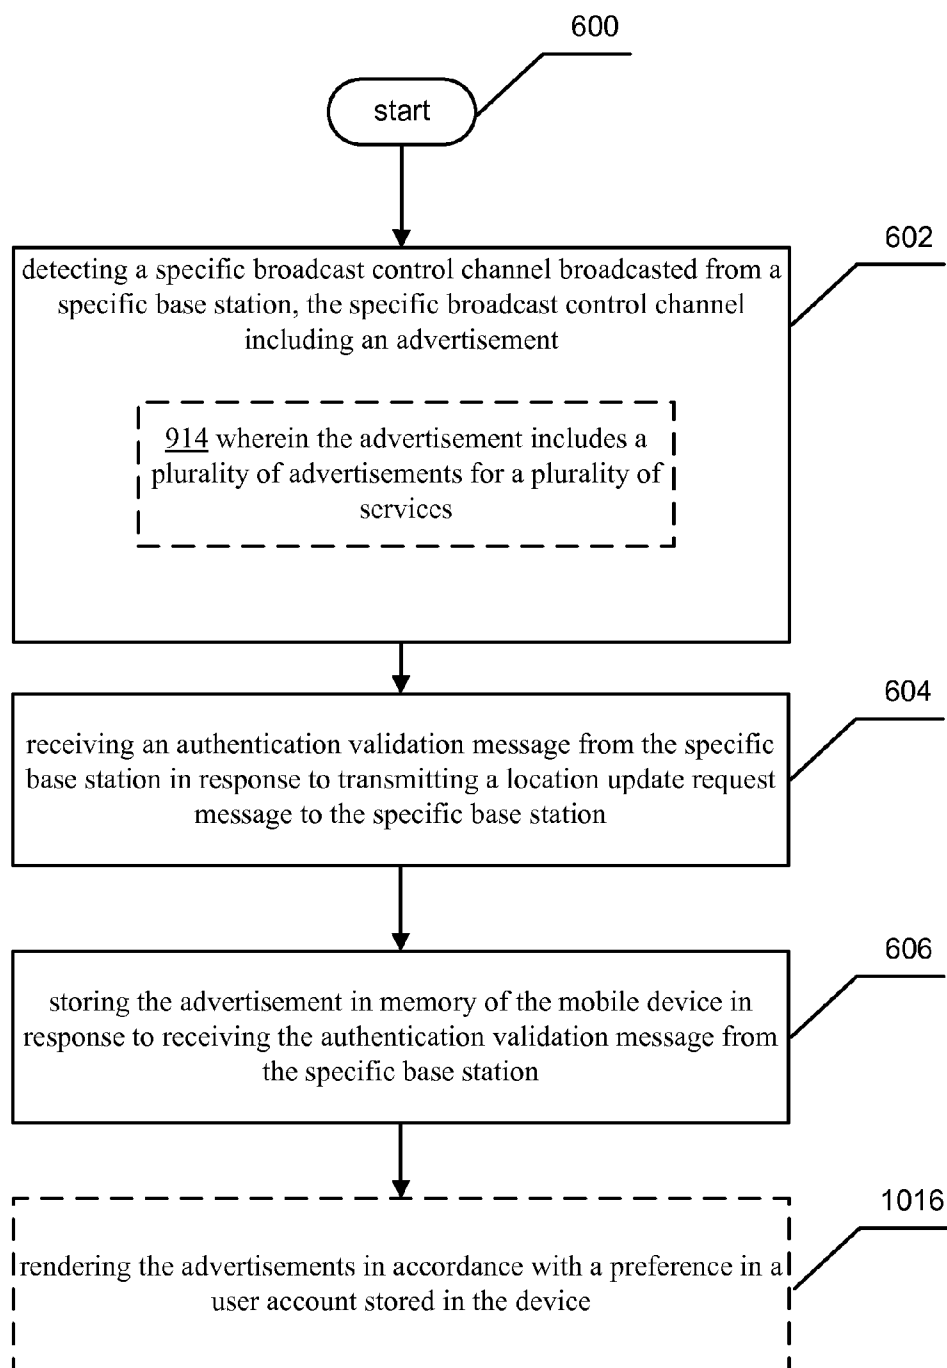 600
start
602
detecting a specific broadcast control channel broadcasted from a
specific base station, the specific broadcast control channel
including an advertisement
914 wherein the advertisement includes a
plurality of advertisements for a plurality of
services
604
receiving an authentication validation message from the specific
base station in response to transmitting a location update request
message to the specific base station
606
storing the advertisement in memory of the mobile device in
response to receiving the authentication validation message from
the specific base station
1016
rendering the advertisements in accordance with a preference in a
user account stored in the device